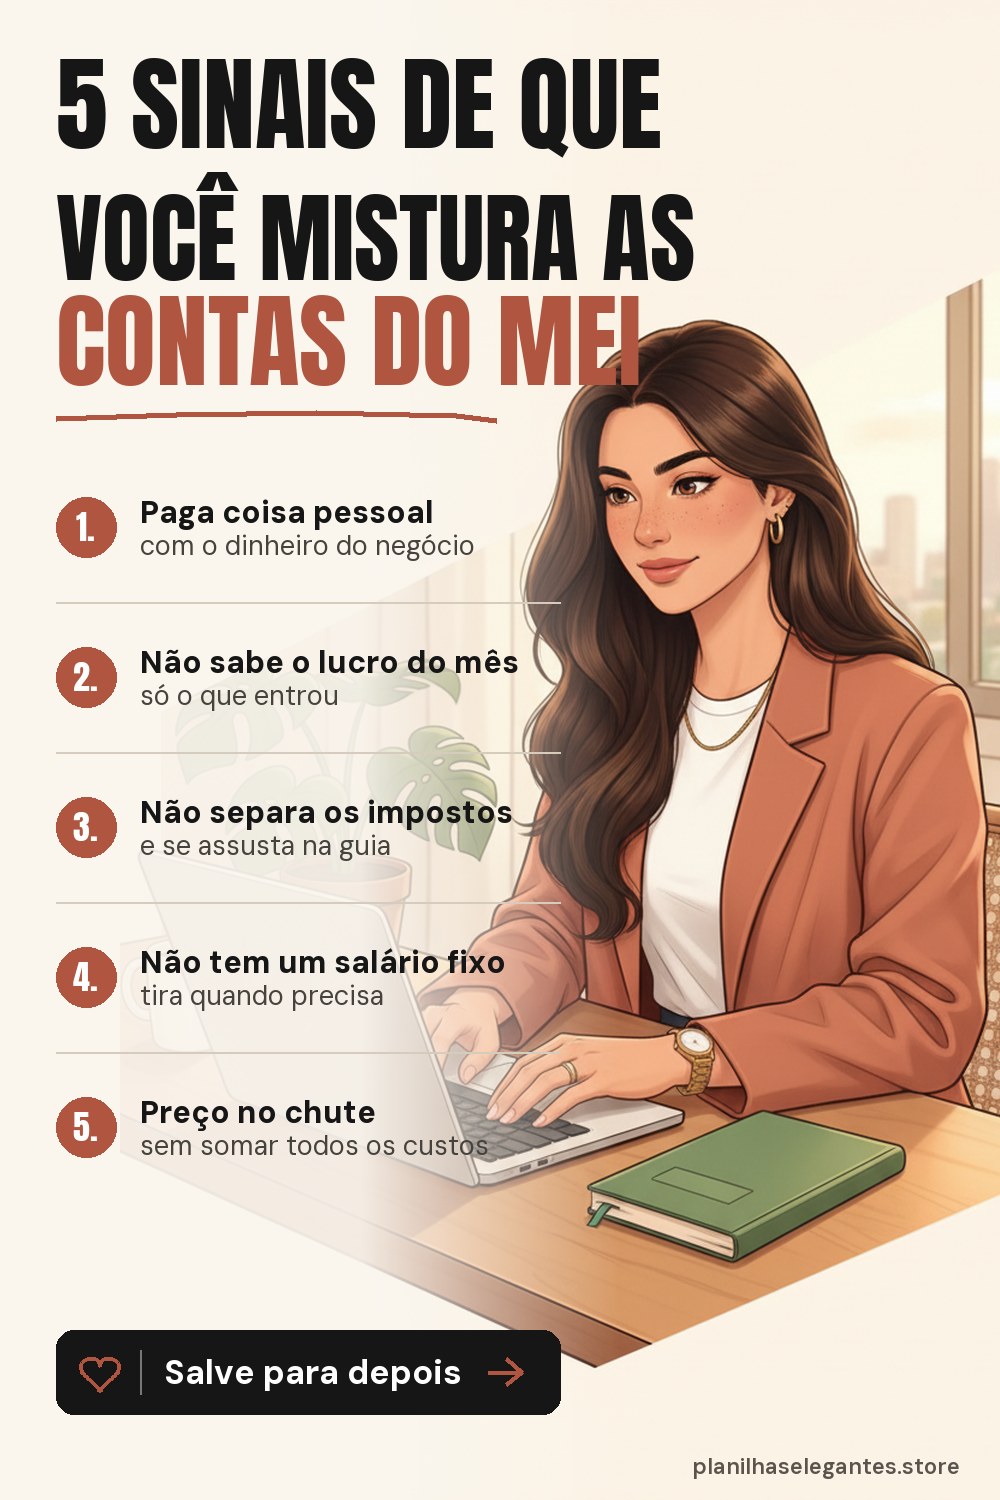 5 SINAIS DE QUE
VOCÊ MISTURA AS
CONTAS DO MEI
1. Paga coisa pessoal
com o dinheiro do negócio
2. Não sabe o lucro do mês
só o que entrou
3. Não separa os impostos
e se assusta na guia
4. Não tem um salário fixo
tira quando precisa
5. Preço no chute
sem somar todos os custos
Salve para depois
planilhaselegantes.store